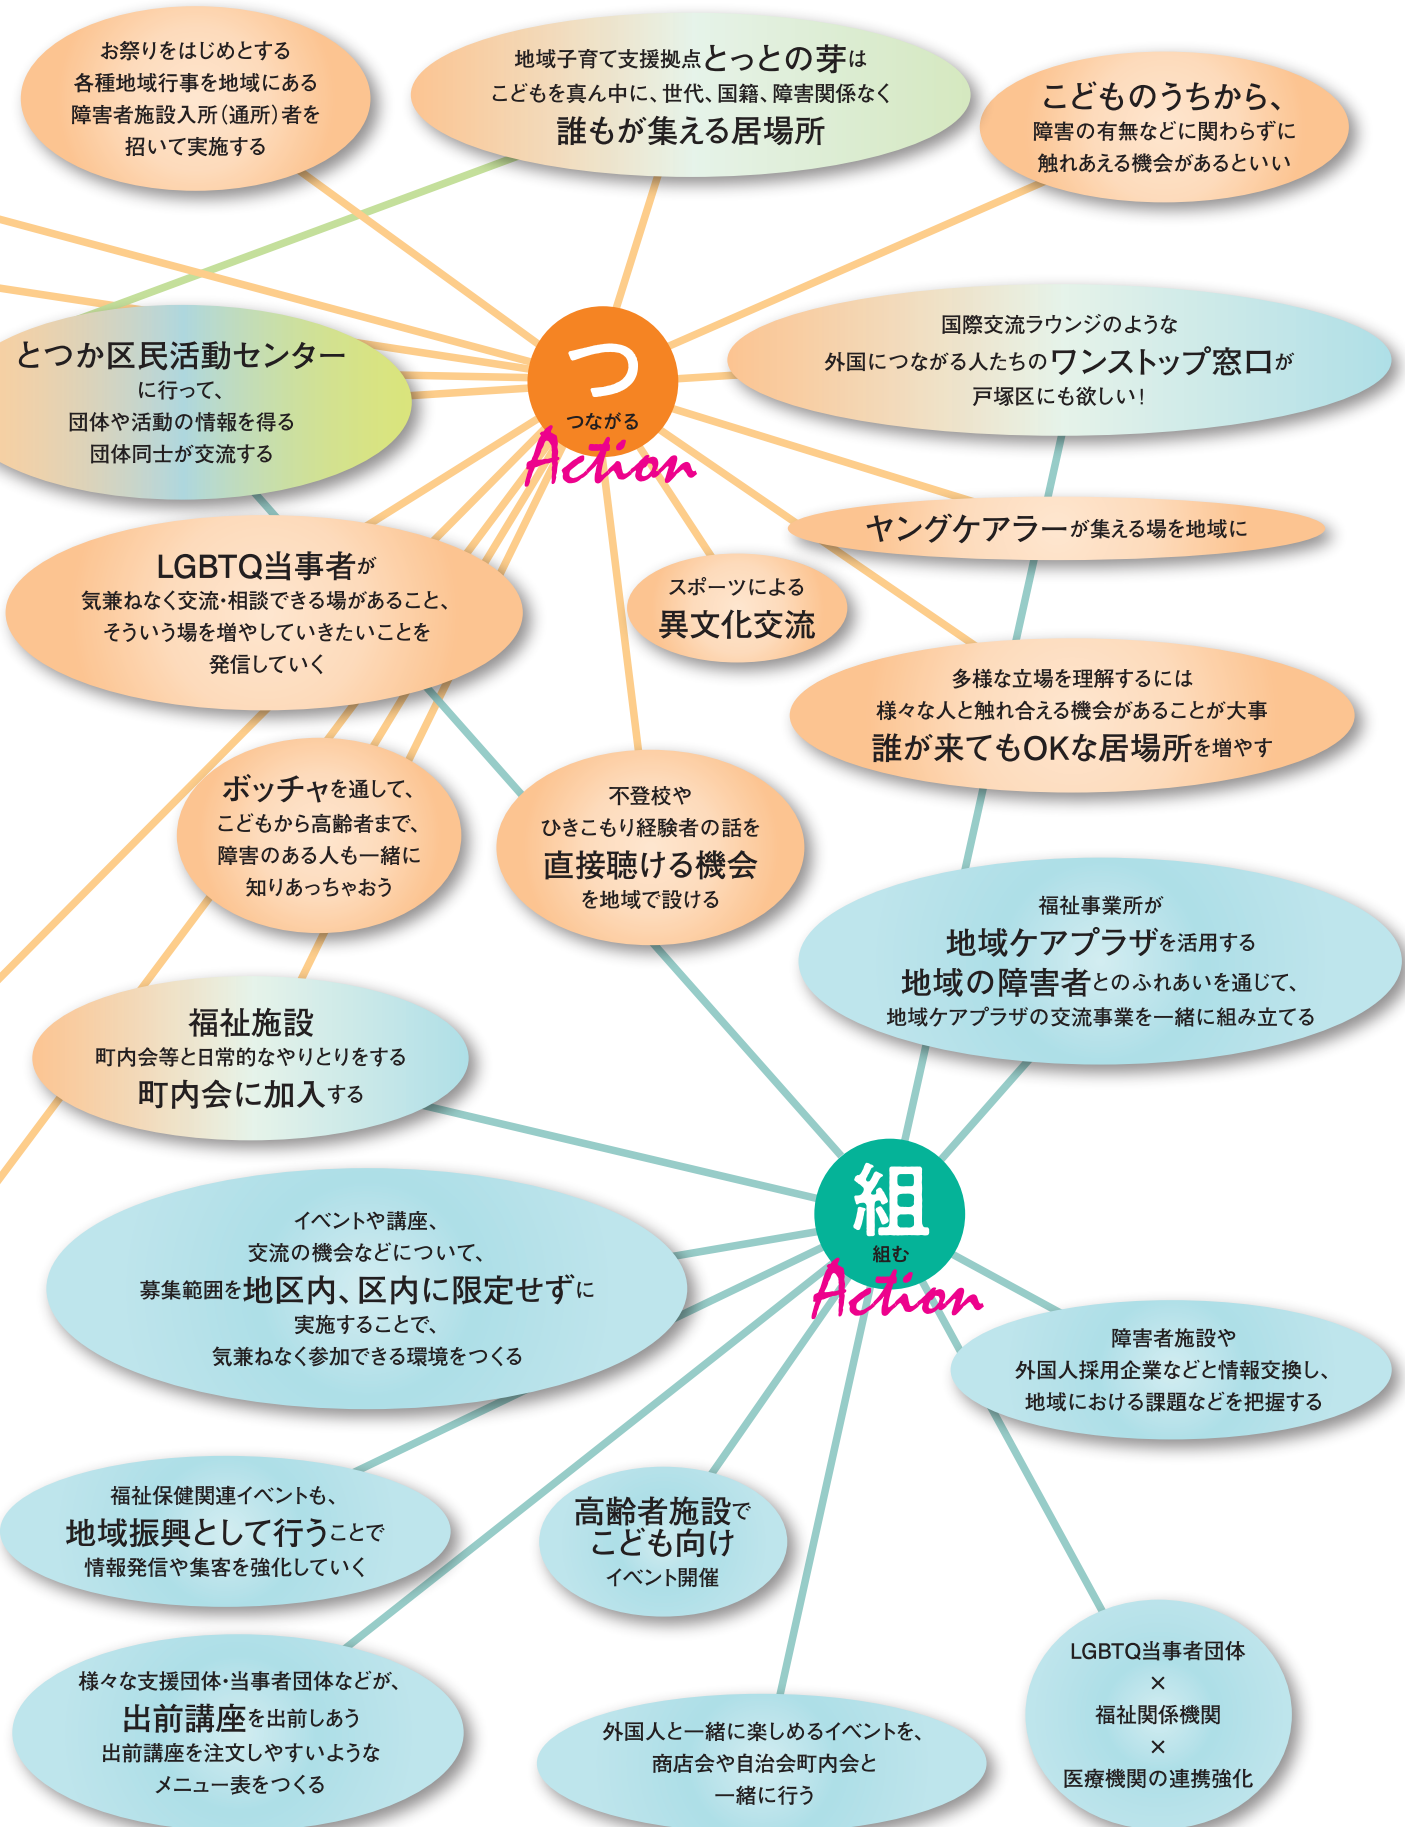 お祭りをはじめとする
各種地域行事を地域にある
障害者施設入所（通所）者を
招いて実施する
地域子育て支援拠点とっとの芽は
こどもを真ん中に、世代、国籍、障害関係なく
誰もが集える居場所
こどものうちから、
障害の有無などに関わらずに
触れあえる機会があるといい
とつか区民活動センター
に行って、
団体や活動の情報を得る
団体同士が交流する
つ
つながる
Action
国際交流ラウンジのような
外国につながる人たちのワンストップ窓口が
戸塚区にも欲しい！
LGBTQ当事者が
気兼ねなく交流・相談できる場があること、
そういう場を増やしていきたいことを
発信していく
ヤングケアラーが集える場を地域に
スポーツによる
異文化交流
多様な立場を理解するには
様々な人と触れ合える機会があることが大事
誰が来てもOKな居場所を増やす
ボッチャを通して、
こどもから高齢者まで、
障害のある人も一緒に
知りあっちゃおう
不登校や
ひきこもり経験者の話を
直接聴ける機会
を地域で設ける
福祉事業所が
地域ケアプラザを活用する
地域の障害者とのふれあいを通じて、
地域ケアプラザの交流事業を一緒に組み立てる
福祉施設
町内会等と日常的なやりとりをする
町内会に加入する
組
組む
Action
イベントや講座、
交流の機会などについて、
募集範囲を地区内、区内に限定せずに
実施することで、
気兼ねなく参加できる環境をつくる
障害者施設や
外国人採用企業などと情報交換し、
地域における課題などを把握する
福祉保健関連イベントも、
地域振興として行うことで
情報発信や集客を強化していく
高齢者施設で
こども向け
イベント開催
様々な支援団体・当事者団体などが、
出前講座を出前しあう
出前講座を注文しやすいような
メニュー表をつくる
外国人と一緒に楽しめるイベントを、
商店会や自治会町内会と
一緒に行う
LGBTQ当事者団体
×
福祉関係機関
×
医療機関の連携強化